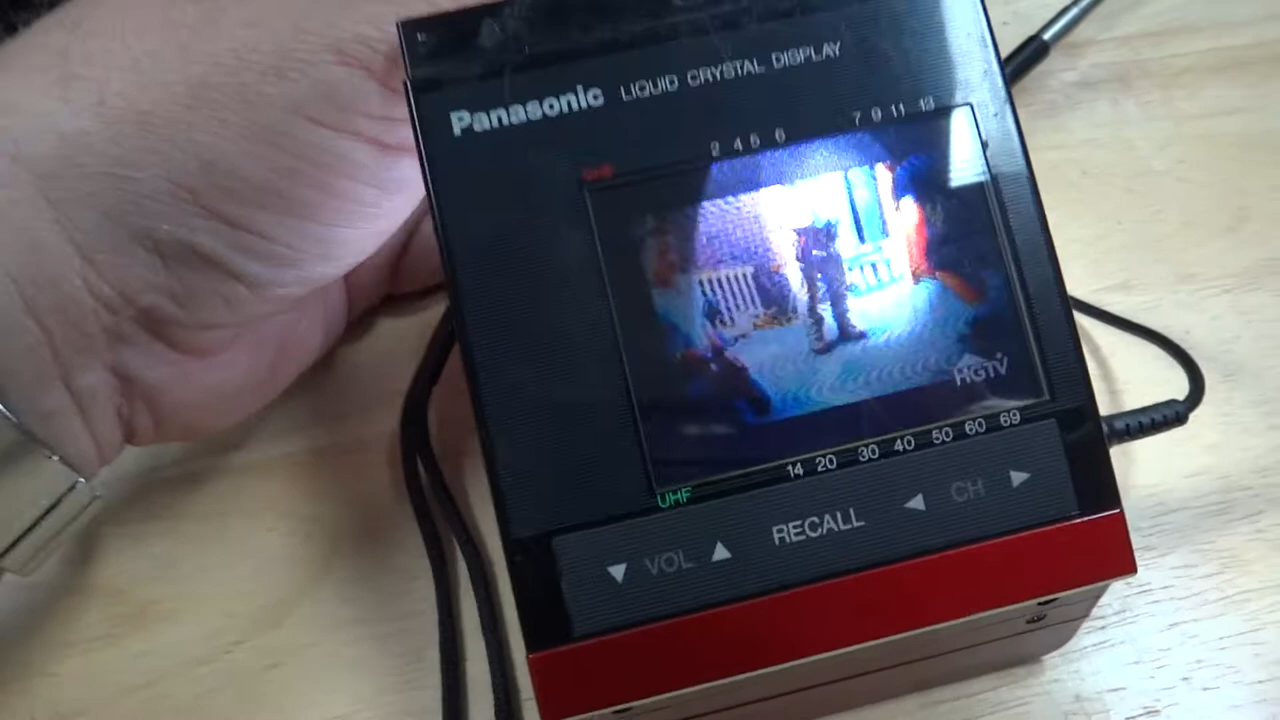 Panasonic LIQUID CRYSTAL DISPLAY
2 4 5 6 7 9 11 13
HGTV
14 20 30 40 50 60 69
UHF
VOL RECALL CH